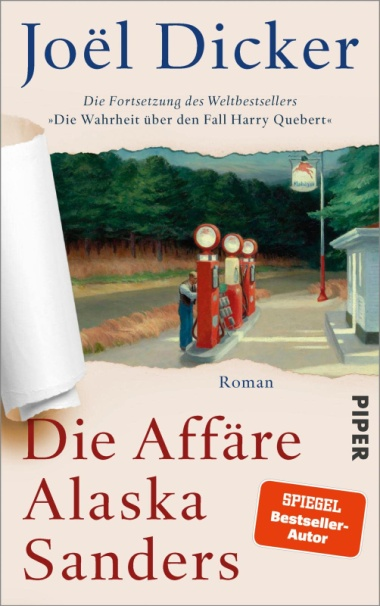 Joël Dicker
Die Fortsetzung des Weltbestsellers
»Die Wahrheit über den Fall Harry Quebert«
Mobilgas
Roman
Die Affäre
Alaska
Sanders
PIPER
SPIEGEL
Bestseller-
Autor